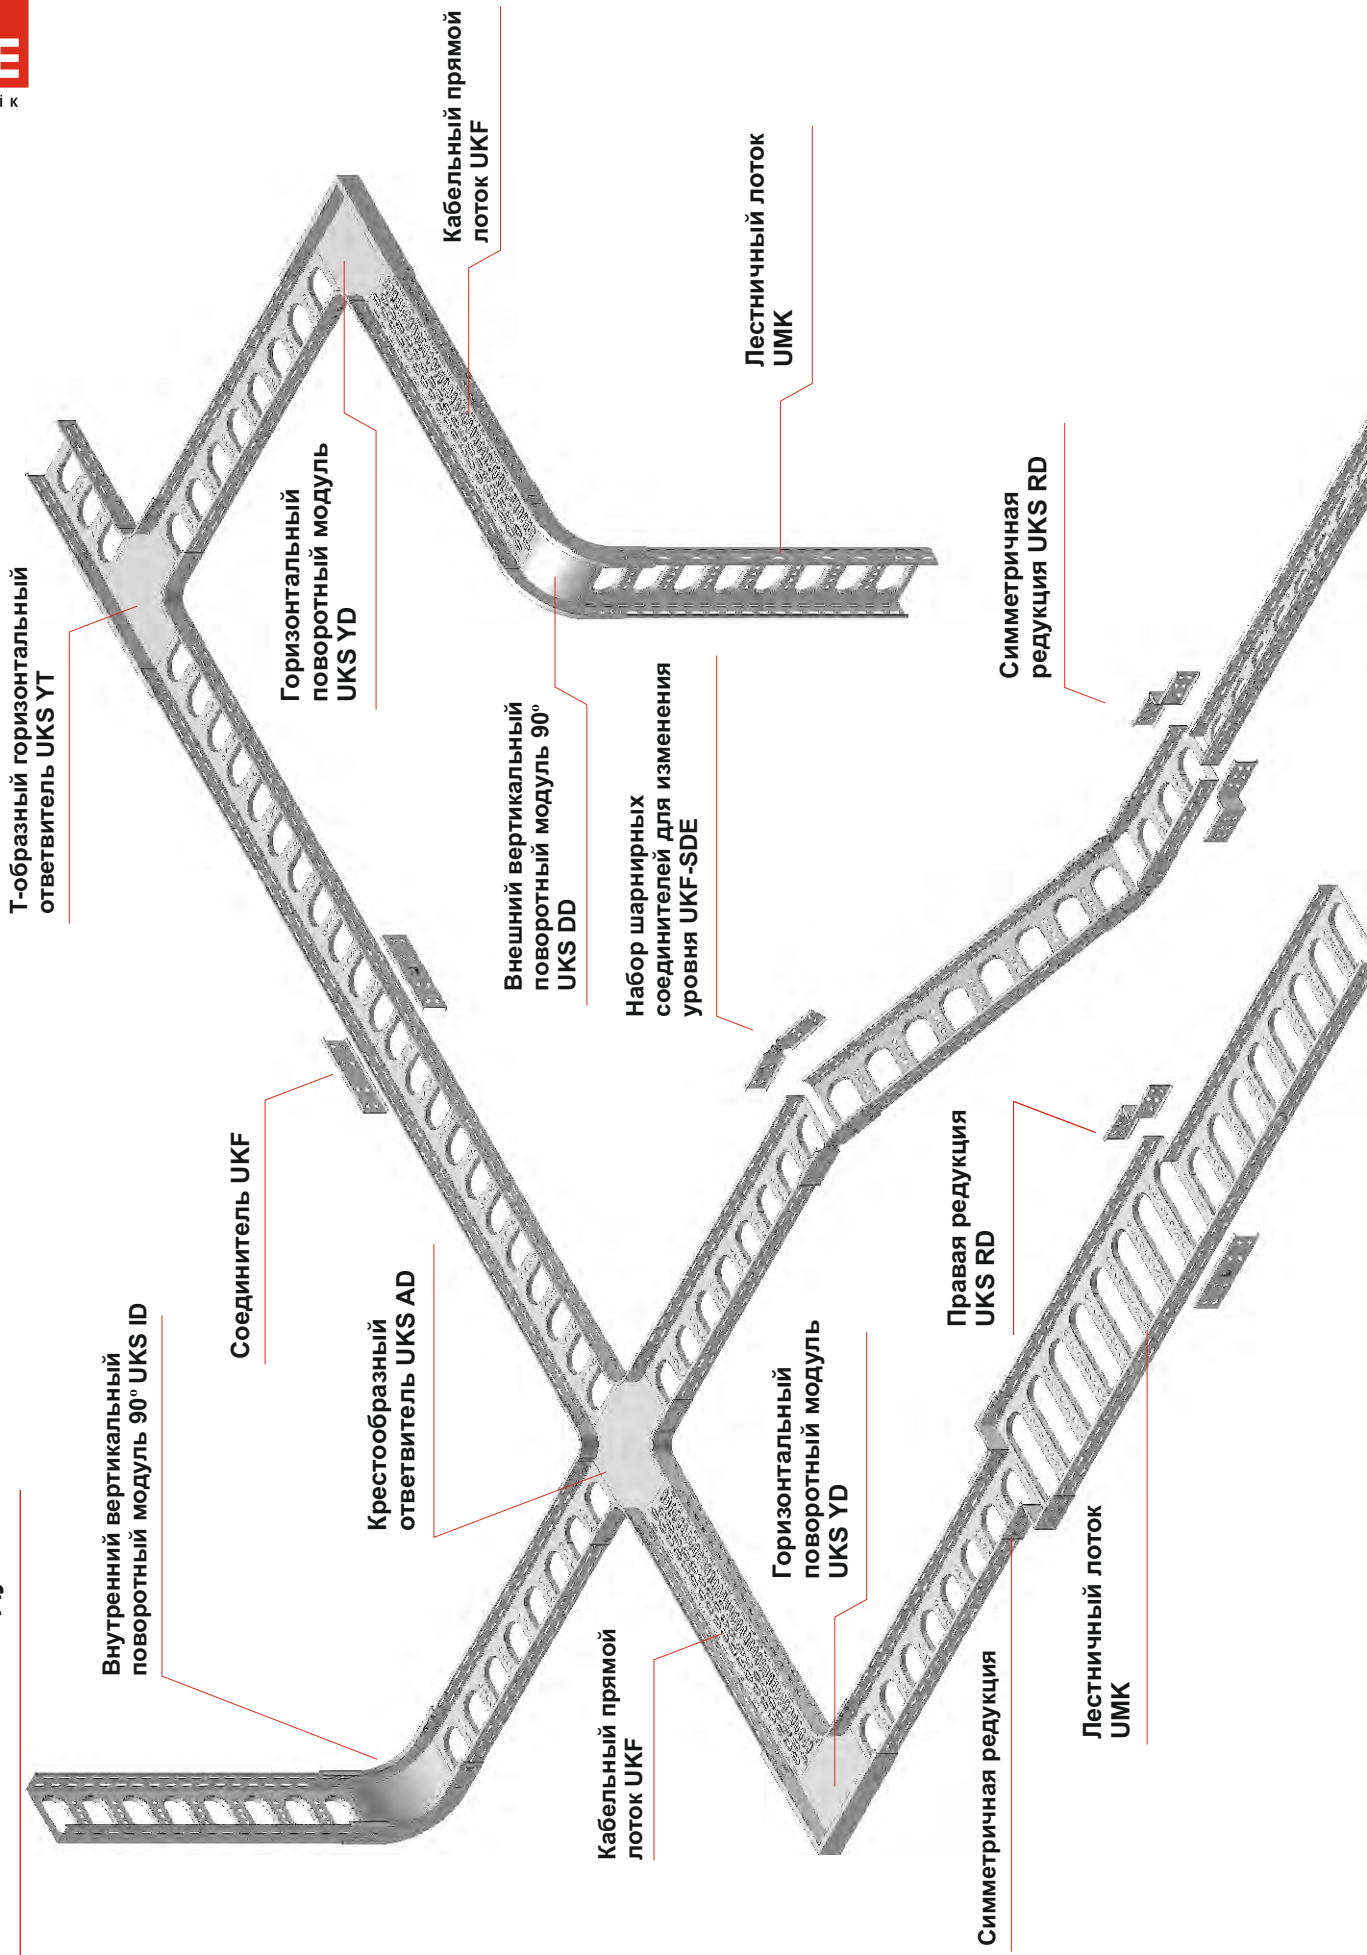 Т-образный горизонтальный
ответвитель UKS YT
Кабельный прямой
лоток UKF
Горизонтальный
поворотный модуль
UKS YD
Лестничный лоток
UMK
Внутренний вертикальный
поворотный модуль 90º UKS ID
Соединитель UKF
Внешний вертикальный
поворотный модуль 90º
UKS DD
Крестообразный
ответвитель UKS AD
Набор шарнирных
соединителей для изменения
уровня UKF-SDE
Симметричная
редукция UKS RD
Кабельный прямой
лоток UKF
Горизонтальный
поворотный модуль
UKS YD
Правая редукция
UKS RD
Симметричная редукция
Лестничный лоток
UMK